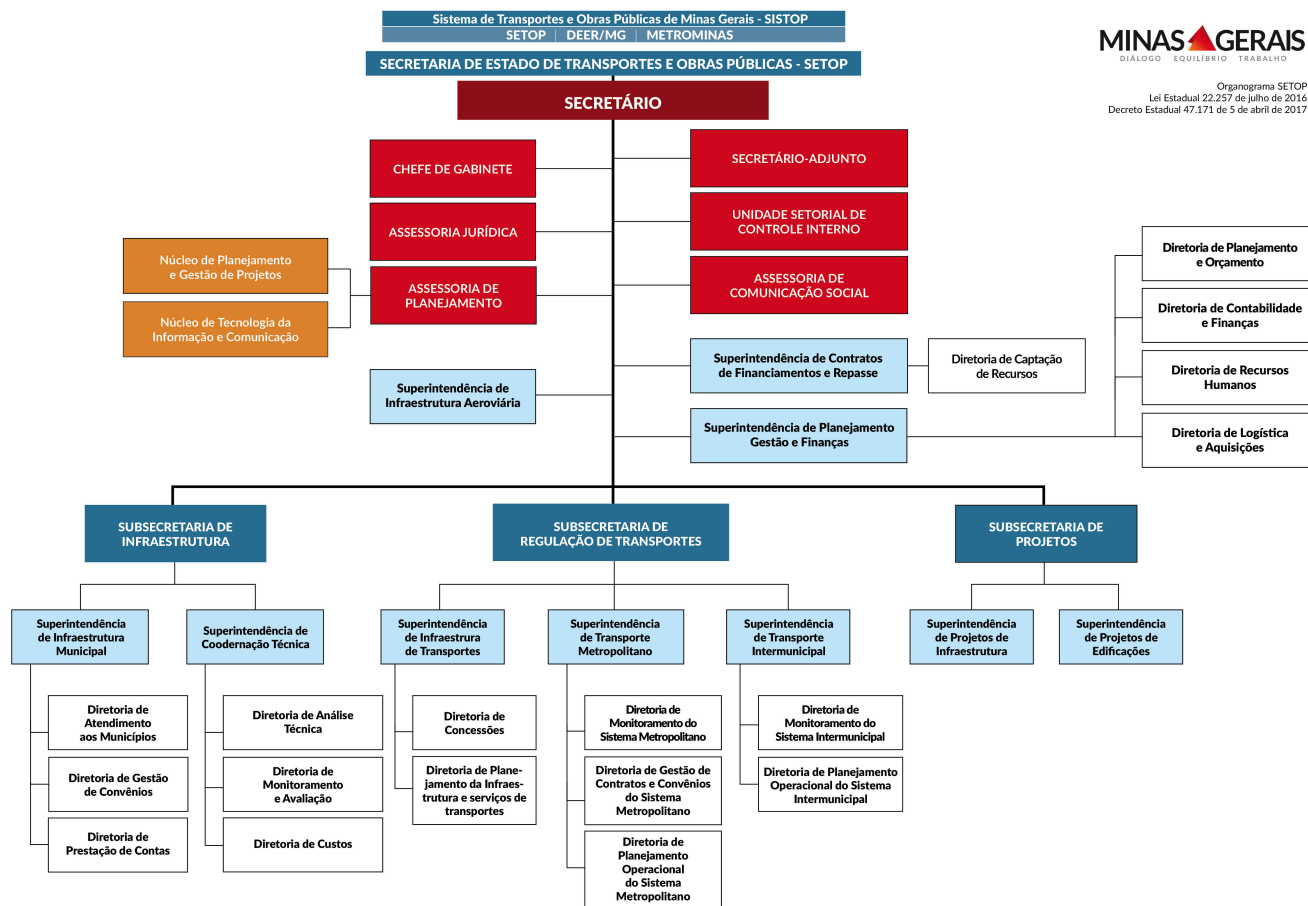 Sistema de Transportes e Obras Públicas de Minas Gerais - SISTOP
SETOP | DEER/MG | METROMINAS
SECRETARIA DE ESTADO DE TRANSPORTES E OBRAS PÚBLICAS - SETOP
MINAS GERAIS
DIÁLOGO EQUILÍBRIO TRABALHO
Organograma SETOP
Lei Estadual 22.257 de julho de 2016
Decreto Estadual 47.171 de 5 de abril de 2017
SECRETÁRIO
CHEFE DE GABINETE
SECRETÁRIO-ADJUNTO
ASSESSORIA JURÍDICA
UNIDADE SETORIAL DE
CONTROLE INTERNO
ASSESSORIA DE
PLANEJAMENTO
ASSESSORIA DE
COMUNICAÇÃO SOCIAL
Núcleo de Planejamento
e Gestão de Projetos
Núcleo de Tecnologia da
Informação e Comunicação
Superintendência de
Infraestrutura Aeroviária
Superintendência de Contratos
de Financiamentos e Repasse
Diretoria de Captação
de Recursos
Superintendência de Planejamento
Gestão e Finanças
Diretoria de Planejamento
e Orçamento
Diretoria de Contabilidade
e Finanças
Diretoria de Recursos
Humanos
Diretoria de Logística
e Aquisições
SUBSECRETARIA DE
INFRAESTRUTURA
SUBSECRETARIA DE
REGULAÇÃO DE TRANSPORTES
SUBSECRETARIA DE
PROJETOS
Superintendência
de Infraestrutura
Municipal
Superintendência de
Coodernação Técnica
Superintendência
de Infraestrura
de Transportes
Superintendência
de Transporte
Metropolitano
Superintendência
de Transporte
Intermunicipal
Superintendência
de Projetos de
Infraestrutura
Superintendência
de Projetos de
Edificações
Diretoria de
Atendimento
aos Municípios
Diretoria de Gestão
de Convênios
Diretoria de
Prestação de Contas
Diretoria de Análise
Técnica
Diretoria de
Monitoramento
e Avaliação
Diretoria de Custos
Diretoria de
Concessões
Diretoria de Plane-
jamento da Infraes-
trutura e serviços de
transportes
Diretoria de
Monitoramento do
Sistema Metropolitano
Diretoria de Gestão de
Contratos e Convênios
do Sistema
Metropolitano
Diretoria de
Planejamento
Operacional
do Sistema
Metropolitano
Diretoria de
Monitoramento do
Sistema Intermunicipal
Diretoria de Planejamento
Operacional do Sistema
Intermunicipal